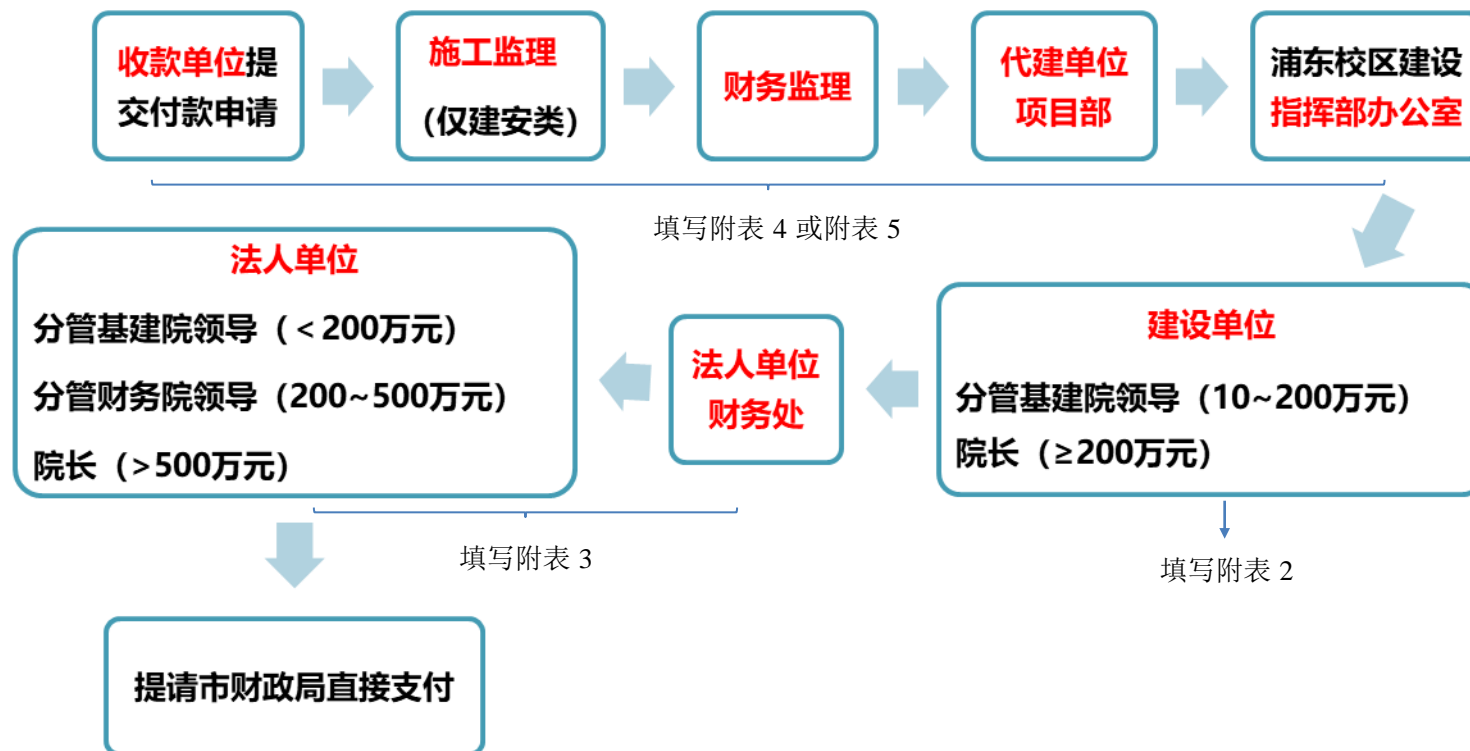 收款单位提
交付款申请
施工监理
（仅建安类）
财务监理
代建单位
项目部
浦东校区建设
指挥部办公室
填写附表 4 或附表 5
建设单位
分管基建院领导（10~200万元）
院长（≥200万元）
填写附表 2
法人单位
财务处
法人单位
分管基建院领导（＜200万元）
分管财务院领导（200~500万元）
院长（>500万元）
填写附表 3
提请市财政局直接支付